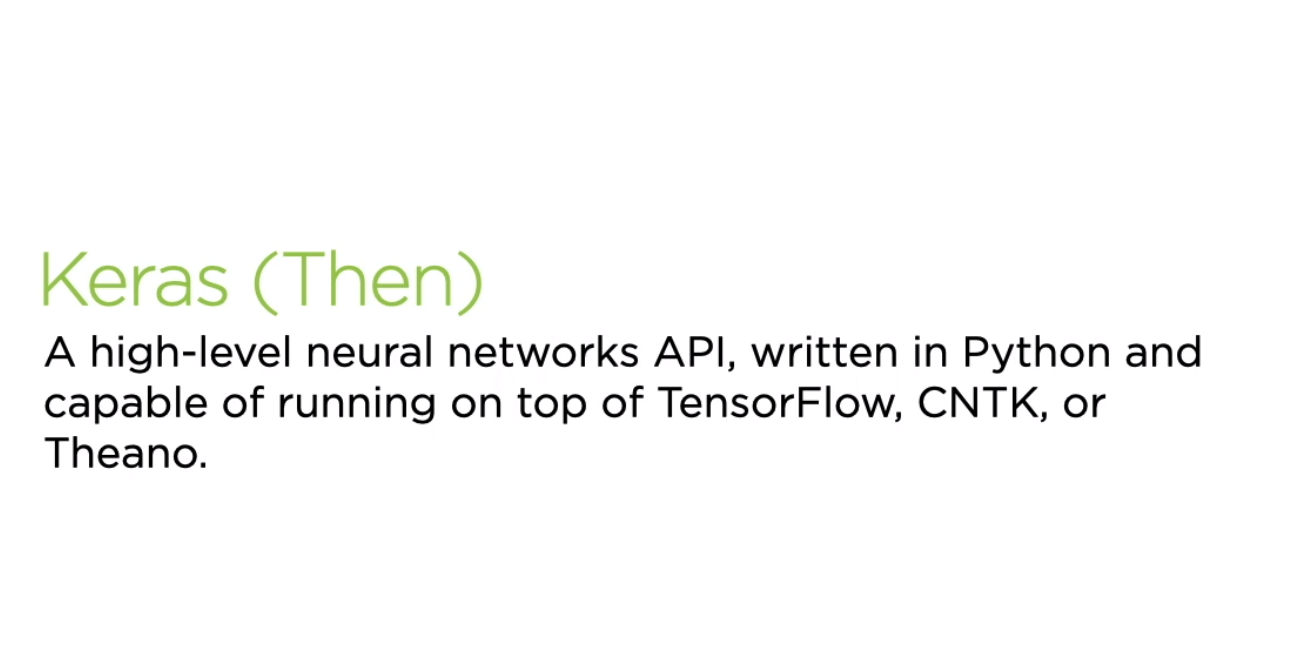 Keras (Then)
A high-level neural networks API, written in Python and
capable of running on top of TensorFlow, CNTK, or
Theano.